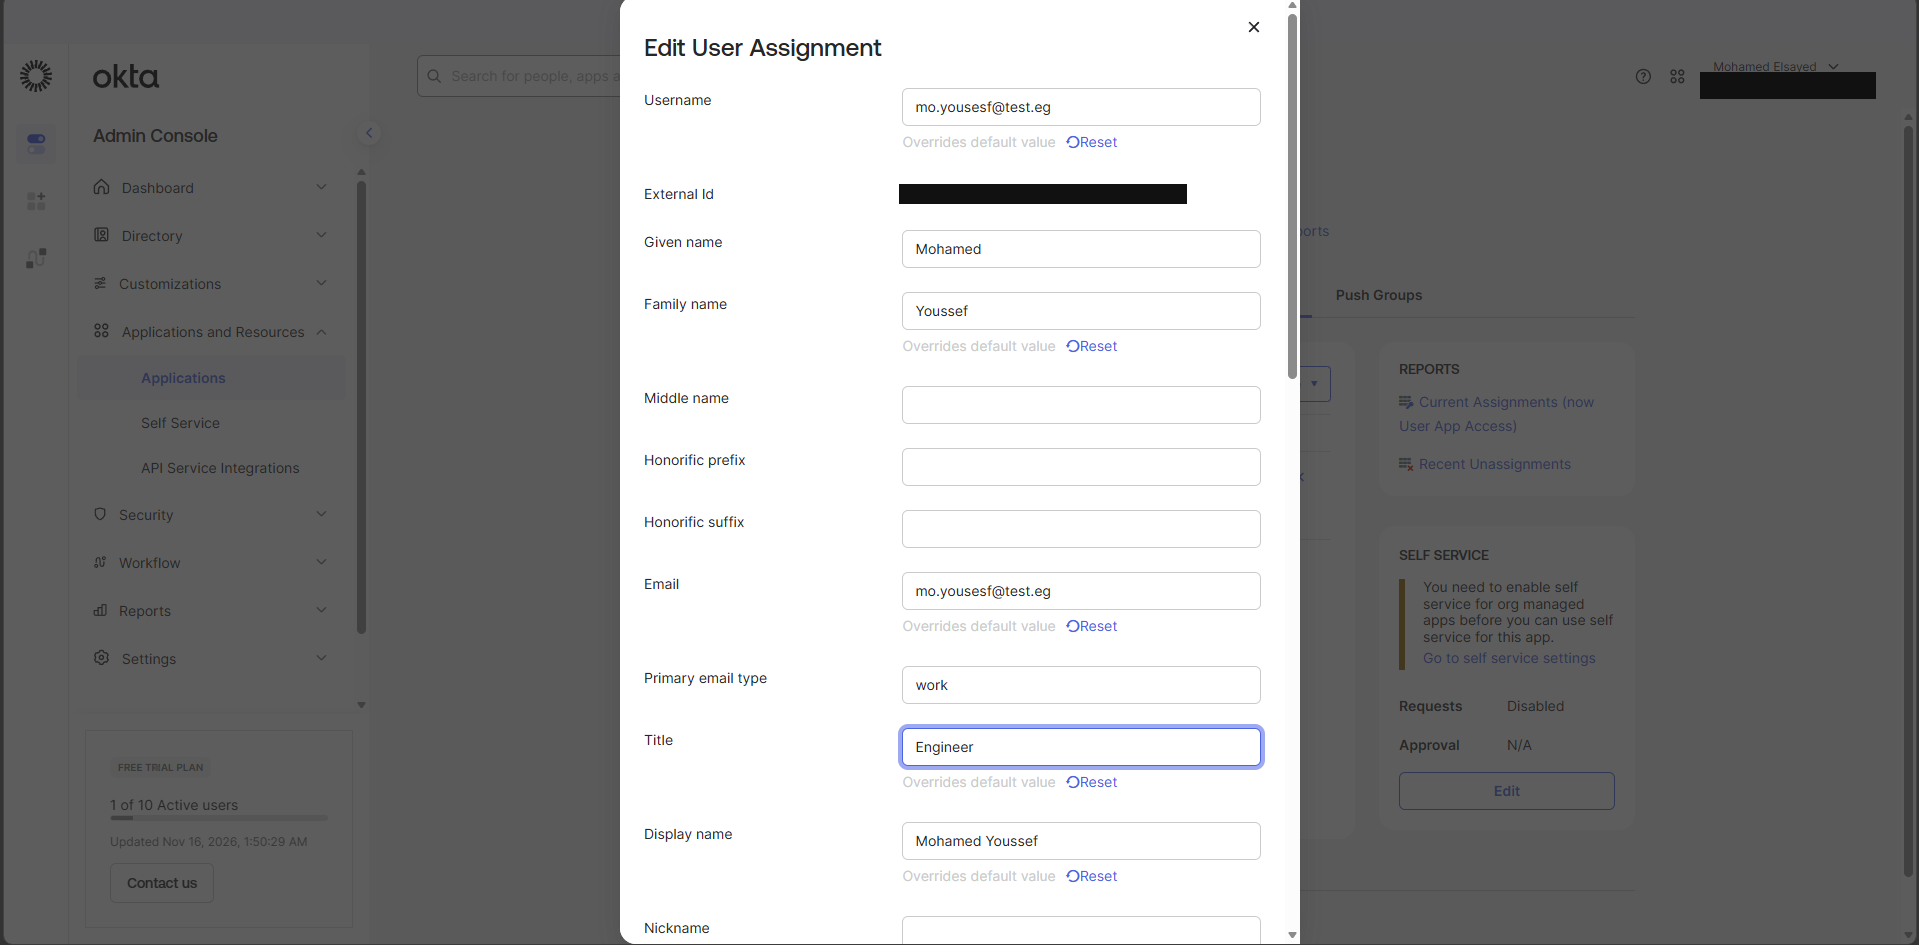 okta
Search for people, apps a
Mohamed Elsayed
Admin Console
Dashboard
Directory
Customizations
Applications and Resources
Applications
Self Service
API Service Integrations
Security
Workflow
Reports
Settings
FREE TRIAL PLAN
1 of 10 Active users
Updated Nov 16, 2026, 1:50:29 AM
Contact us
Edit User Assignment
Username
mo.yousesf@test.eg
Overrides default value Reset
External Id
Given name
Mohamed
Family name
Youssef
Overrides default value Reset
Middle name
Honorific prefix
Honorific suffix
Email
mo.yousesf@test.eg
Overrides default value Reset
Primary email type
work
Title
Engineer
Overrides default value Reset
Display name
Mohamed Youssef
Overrides default value Reset
Nickname
Push Groups
REPORTS
Current Assignments (now
User App Access)
Recent Unassignments
SELF SERVICE
You need to enable self
service for org managed
apps before you can use self
service for this app.
Go to self service settings
Requests Disabled
Approval N/A
Edit